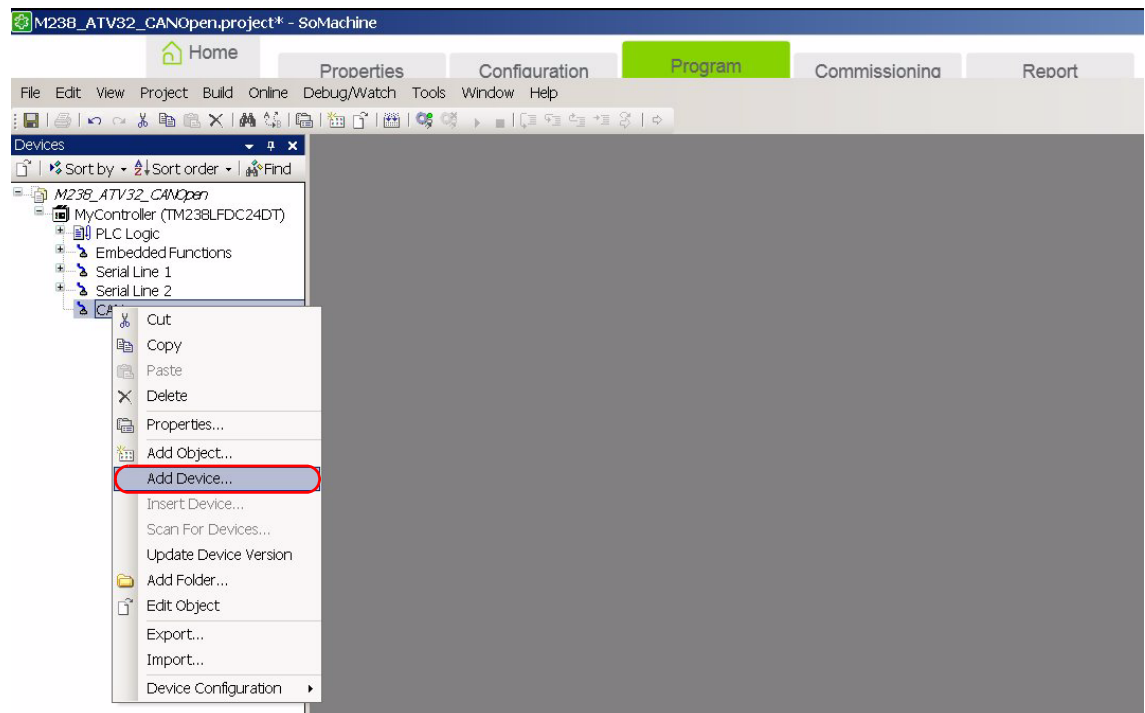 M238_ATV32_CANOpen.project* - SoMachine
Home
Properties
Configuration
Program
Commissioning
Report
File Edit View Project Build Online Debug/Watch Tools Window Help
Devices
Sort by Sort order Find
M238_ATV32_CANOpen
MyController (TM238LFDC24DT)
PLC Logic
Embedded Functions
Serial Line 1
Serial Line 2
Cut
Copy
Paste
Delete
Properties...
Add Object...
Add Device...
Insert Device...
Scan For Devices...
Update Device Version
Add Folder...
Edit Object
Export...
Import...
Device Configuration